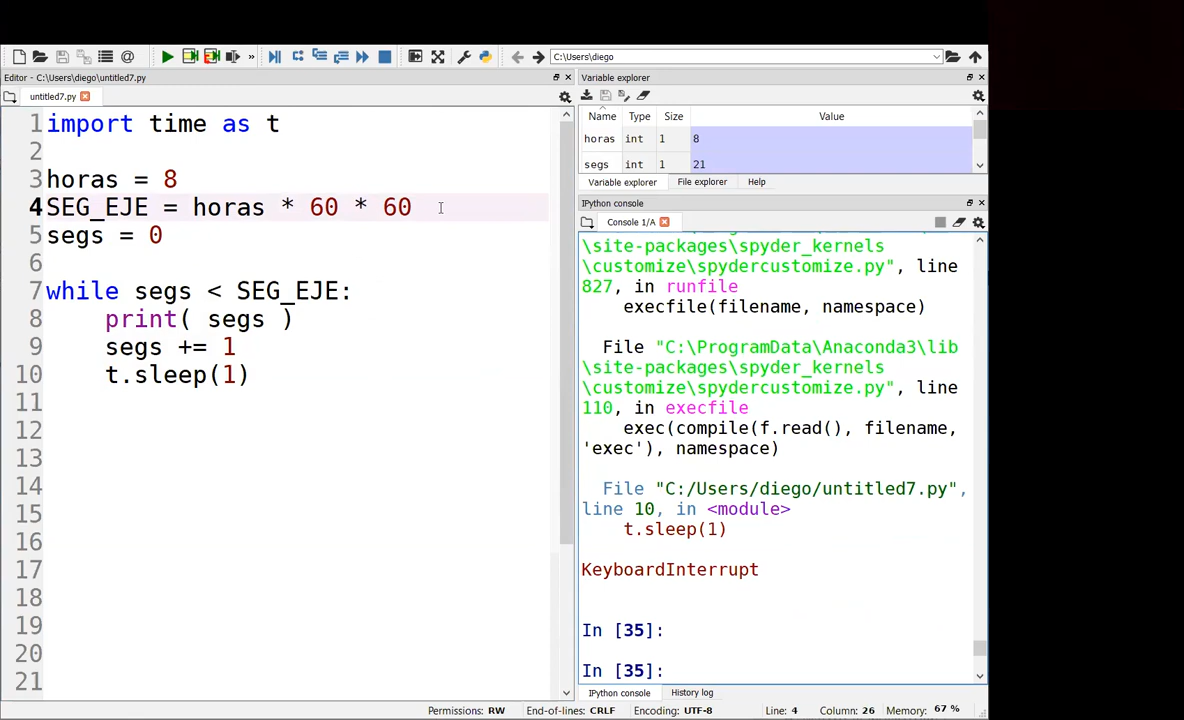 C:\Users\diego
Editor - C:\Users\diego\untitled7.py
untitled7.py
1 import time as t
2
3 horas = 8
4 SEG_EJE = horas * 60 * 60
5 segs = 0
6
7 while segs < SEG_EJE:
8 print( segs )
9 segs += 1
10 t.sleep(1)
11
12
13
14
15
16
17
18
19
20
21
Variable explorer
Name Type Size Value
horas int 1 8
segs int 1 21
Variable explorer File explorer Help
IPython console
Console 1/A
\site-packages\spyder_kernels
\customize\spydercustomize.py", line
827, in runfile
execfile(filename, namespace)
File "C:\ProgramData\Anaconda3\lib
\site-packages\spyder_kernels
\customize\spydercustomize.py", line
110, in execfile
exec(compile(f.read(), filename,
'exec'), namespace)
File "C:/Users/diego/untitled7.py",
line 10, in <module>
t.sleep(1)
KeyboardInterrupt
In [35]:
In [35]:
IPython console History log
Permissions: RW End-of-lines: CRLF Encoding: UTF-8 Line: 4 Column: 26 Memory: 67 %